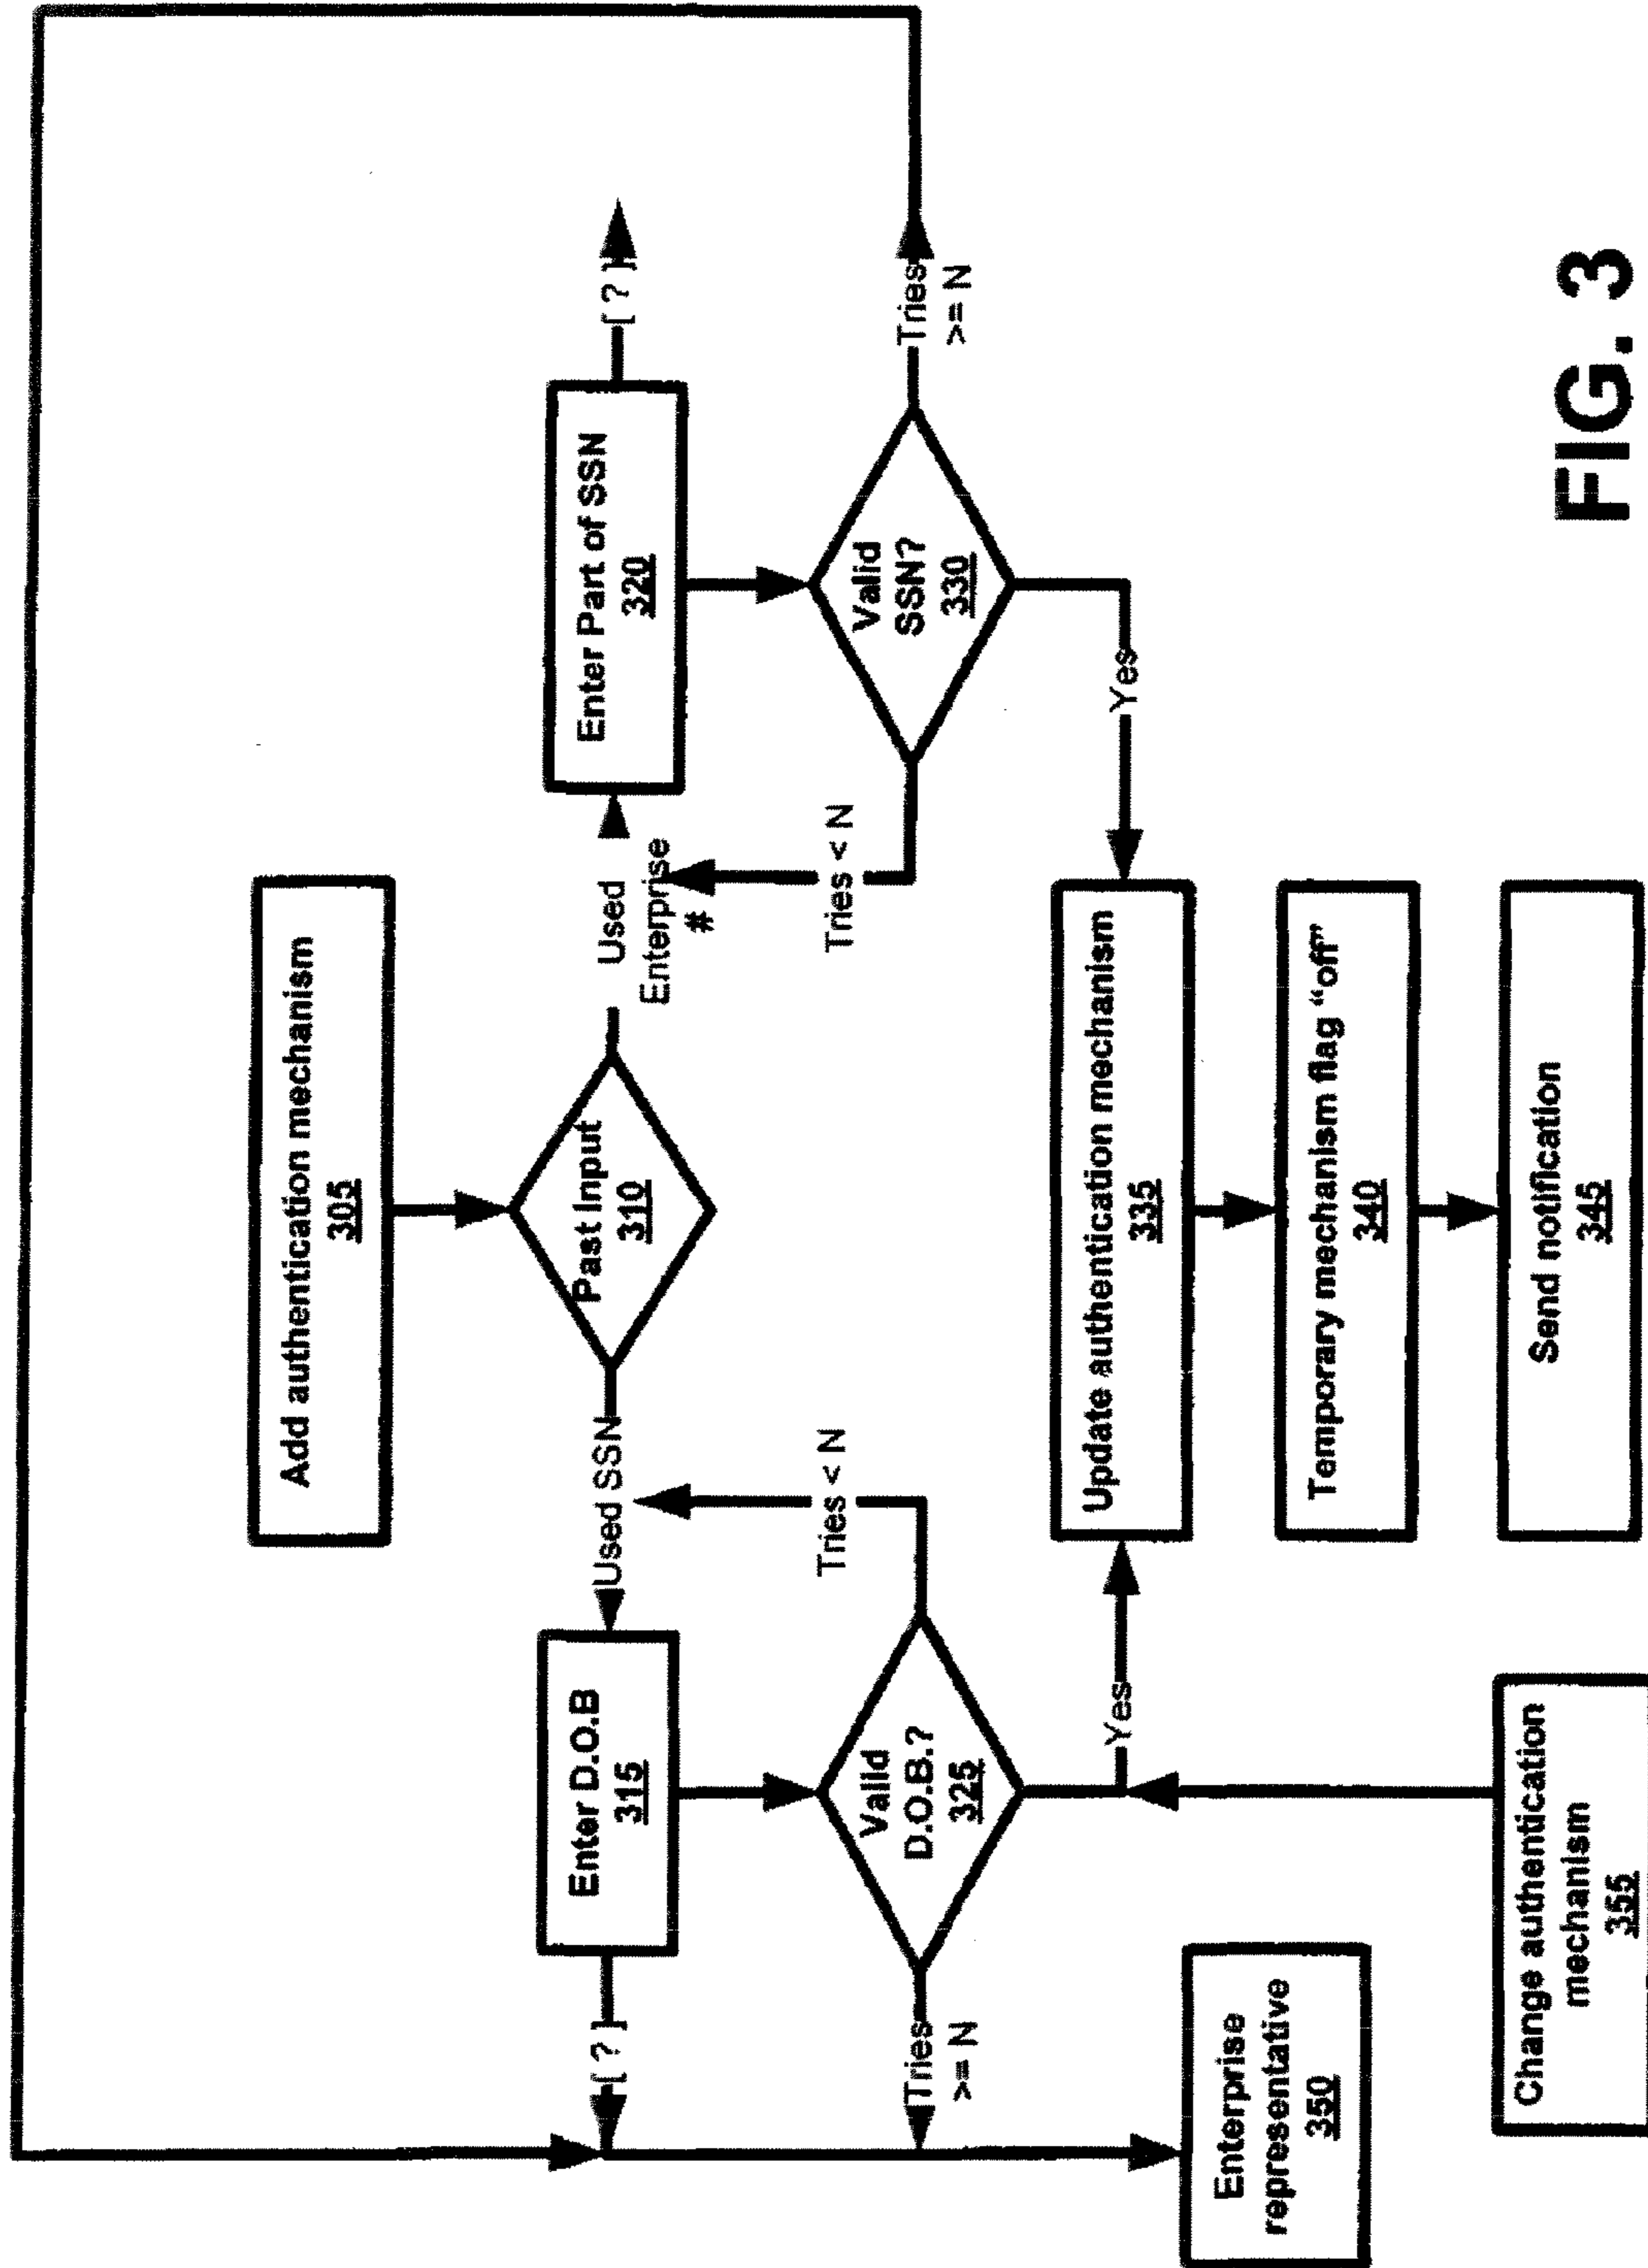 Add authentication mechanism
305
Past Input
310
Used SSN
Used
Enterprise
#
Enter D.O.B
315
[ ? ]
Enter Part of SSN
320
[ ? ]
Valid
D.O.B.?
325
Tries < N
Tries
>= N
Yes
Valid
SSN?
330
Tries < N
Tries
>= N
Yes
Update authentication mechanism
335
Temporary mechanism flag “off”
340
Send notification
345
Enterprise
representative
350
Change authentication
mechanism
355
FIG. 3